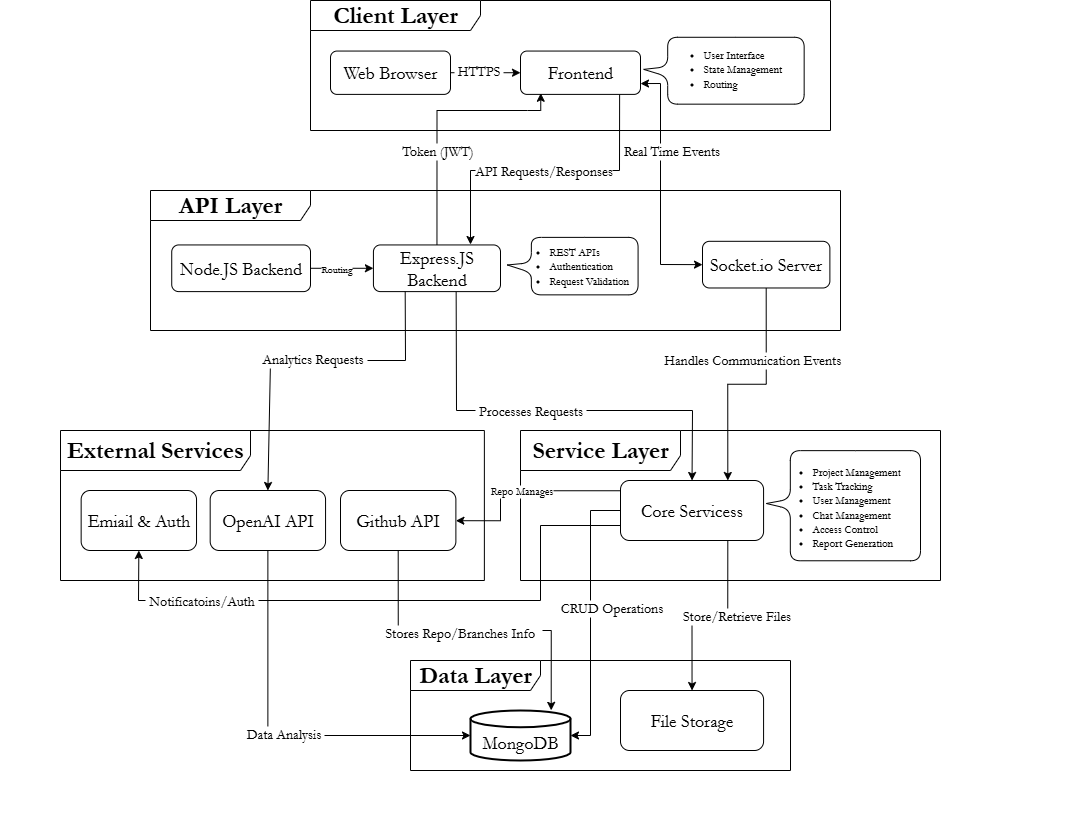 Client Layer
Web Browser
HTTPS
Frontend
User Interface
State Management
Routing
Token (JWT)
Real Time Events
API Requests/Responses
API Layer
Node.JS Backend
Routing
Express.JS
Backend
REST APIs
Authentication
Request Validation
Socket.io Server
Analytics Requests
Handles Communication Events
Processes Requests
External Services
Emiail & Auth
OpenAI API
Github API
Repo Manages
Service Layer
Core Servicess
Project Management
Task Tracking
User Management
Chat Management
Access Control
Report Generation
Notificatoins/Auth
CRUD Operations
Store/Retrieve Files
Stores Repo/Branches Info
Data Layer
MongoDB
File Storage
Data Analysis